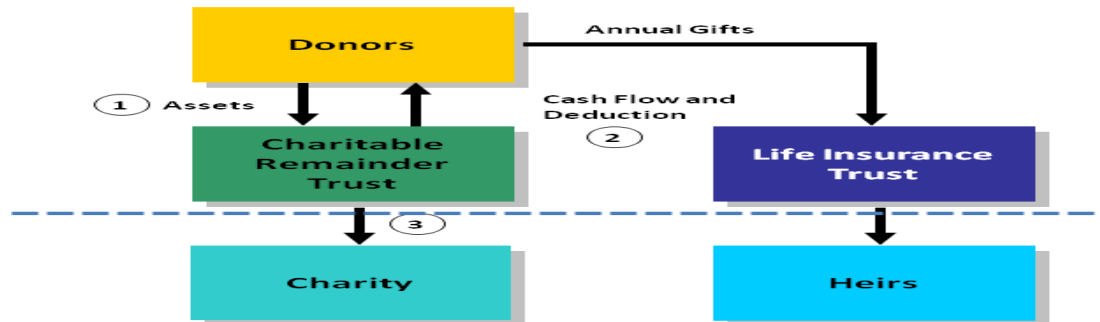 Donors
Annual Gifts
1 Assets
Cash Flow and
Deduction
2
Charitable
Remainder
Trust
Life Insurance
Trust
3
Charity
Heirs